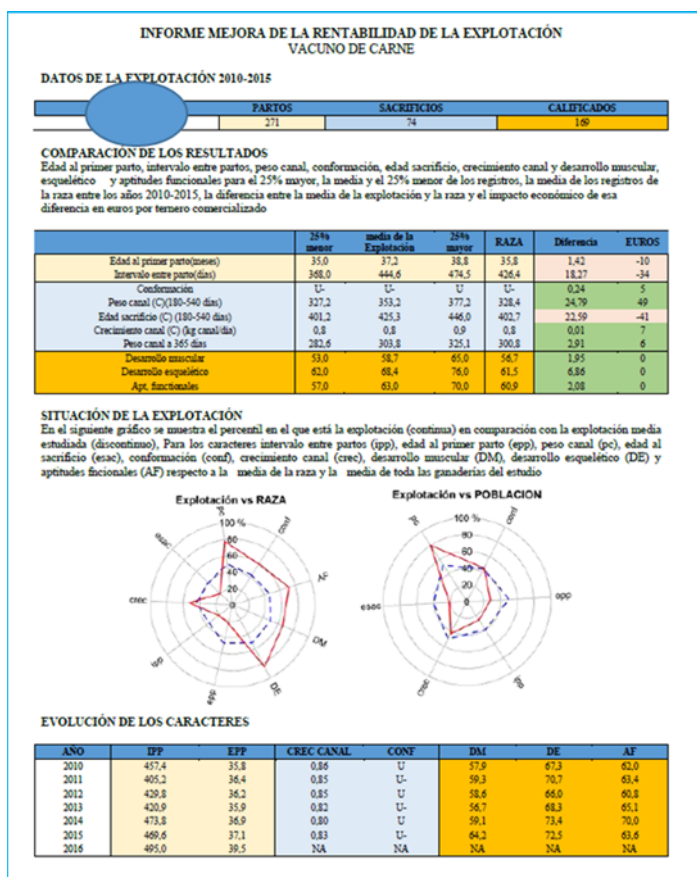 INFORME MEJORA DE LA RENTABILIDAD DE LA EXPLOTACIÓN
VACUNO DE CARNE
DATOS DE LA EXPLOTACIÓN 2010-2015
PARTOS SACRIFICIOS CALIFICADOS
271 74 169
COMPARACIÓN DE LOS RESULTADOS
Edad al primer parto, intervalo entre partos, peso canal, conformación, edad sacrificio, crecimiento canal y desarrollo muscular,
esquelético y aptitudes funcionales para el 25% mayor, la media y el 25% menor de los registros, la media de los registros de
la raza entre los años 2010-2015, la diferencia entre la media de la explotación y la raza y el impacto económico de esa
diferencia en euros por ternero comercializado
25% menor media de la Explotación 25% mayor RAZA Diferencia EUROS
Edad al primer parto(meses) 35,0 37,2 38,8 35,8 1,42 -10
Intervalo entre parto(días) 368,0 444,6 474,5 426,4 18,27 -34
Conformación U- U- U U- 0,24 5
Peso canal (C)(180-540 días) 327,2 353,2 377,2 328,4 24,79 49
Edad sacrificio (C) (180-540 días) 401,2 425,3 446,0 402,7 22,59 -41
Crecimiento canal (C) (kg canal/día) 0,8 0,8 0,9 0,8 0,01 7
Peso canal a 365 días 282,6 303,8 325,1 300,8 2,91 6
Desarrollo muscular 53,0 58,7 65,0 56,7 1,95 0
Desarrollo esquelético 62,0 68,4 76,0 61,5 6,86 0
Apt, functionales 57,0 63,0 70,0 60,9 2,08 0
SITUACIÓN DE LA EXPLOTACIÓN
En el siguiente gráfico se muestra el percentil en el que está la explotación (continua) en comparación con la explotación media
estudiada (discontinuo), Para los caracteres intervalo entre partos (ipp), edad al primer parto (epp), peso canal (pc), edad al
sacrificio (esac), conformación (conf), crecimiento canal (crec), desarrollo muscular (DM), desarrollo esquelético (DE) y
aptitudes fncionales (AF) respecto a la media de la raza y la media de toda las ganaderías del estudio
Explotación vs RAZA
pc
conf
AF
DM
DE
epp
ipp
crec
esac
100 %
80
60
40
20
0
Explotación vs POBLACION
pc
conf
epp
ipp
crec
esac
100 %
80
60
40
20
0
EVOLUCIÓN DE LOS CARACTERES
AÑO IPP EPP CREC CANAL CONF DM DE AF
2010 457,4 35,8 0,86 U 57,9 67,3 62,0
2011 405,2 36,4 0,85 U- 59,3 70,7 63,4
2012 429,8 36,2 0,85 U 58,6 66,0 60,8
2013 420,9 35,9 0,82 U- 56,7 68,3 65,1
2014 473,8 36,9 0,80 U 59,1 73,4 70,0
2015 469,6 37,1 0,83 U- 64,2 72,5 63,6
2016 495,0 39,5 NA NA NA NA NA